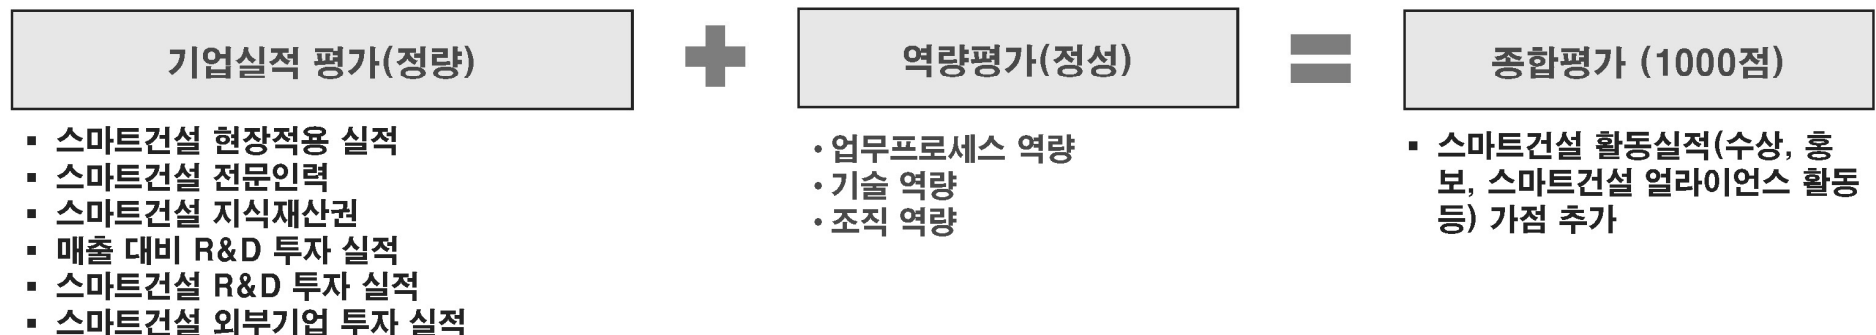 기업실적 평가(정량)
▪ 스마트건설 현장적용 실적
▪ 스마트건설 전문인력
▪ 스마트건설 지식재산권
▪ 매출 대비 R&D 투자 실적
▪ 스마트건설 R&D 투자 실적
▪ 스마트건설 외부기업 투자 실적
+
역량평가(정성)
• 업무프로세스 역량
• 기술 역량
• 조직 역량
=
종합평가 (1000점)
▪ 스마트건설 활동실적(수상, 홍
보, 스마트건설 얼라이언스 활동
등) 가점 추가